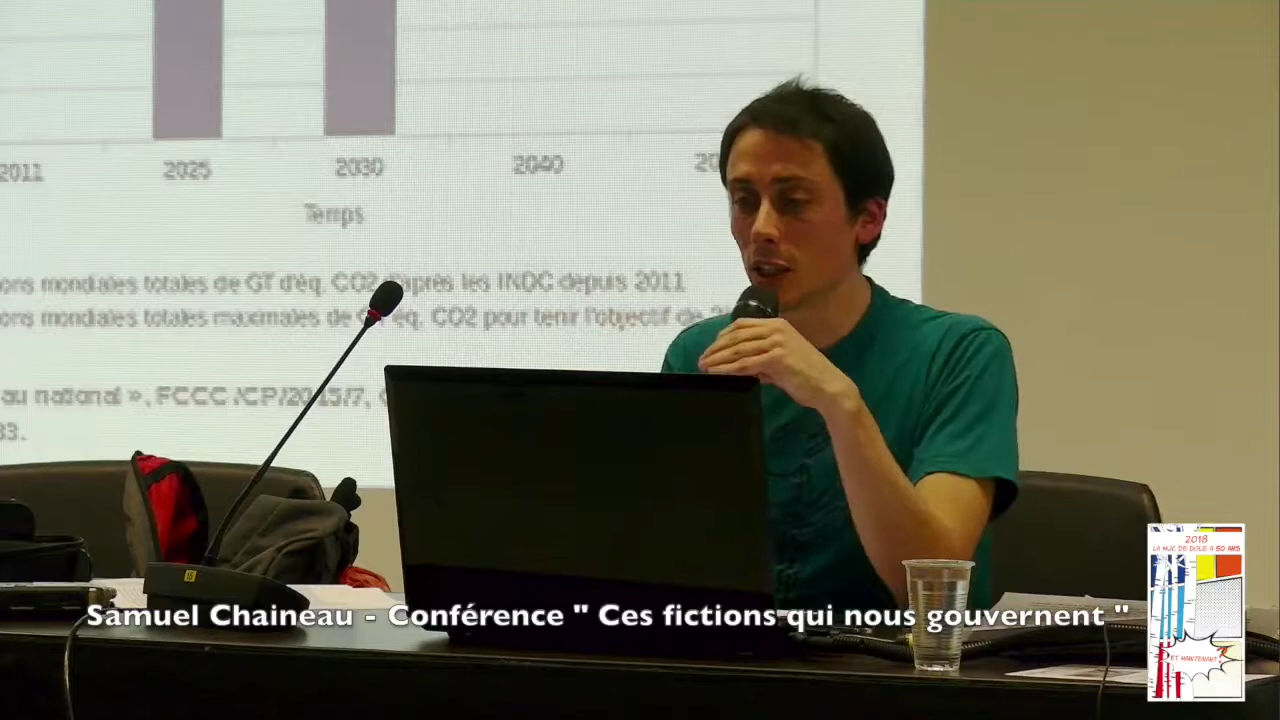 2011 2025 2030 2040
Temps
ons mondiales totales de GT d'éq. CO2 d'après les INDC depuis 2011
ons mondiales totales maximales de éq. CO2 pour tenir l'objectif de
au national », FCCC /CP/2015/7,
33.
15
Samuel Chaineau - Conférence " Ces fictions qui nous gouvernent "
2018
LA MJC DE DOLE A 50 ANS
ET MAINTENANT ?